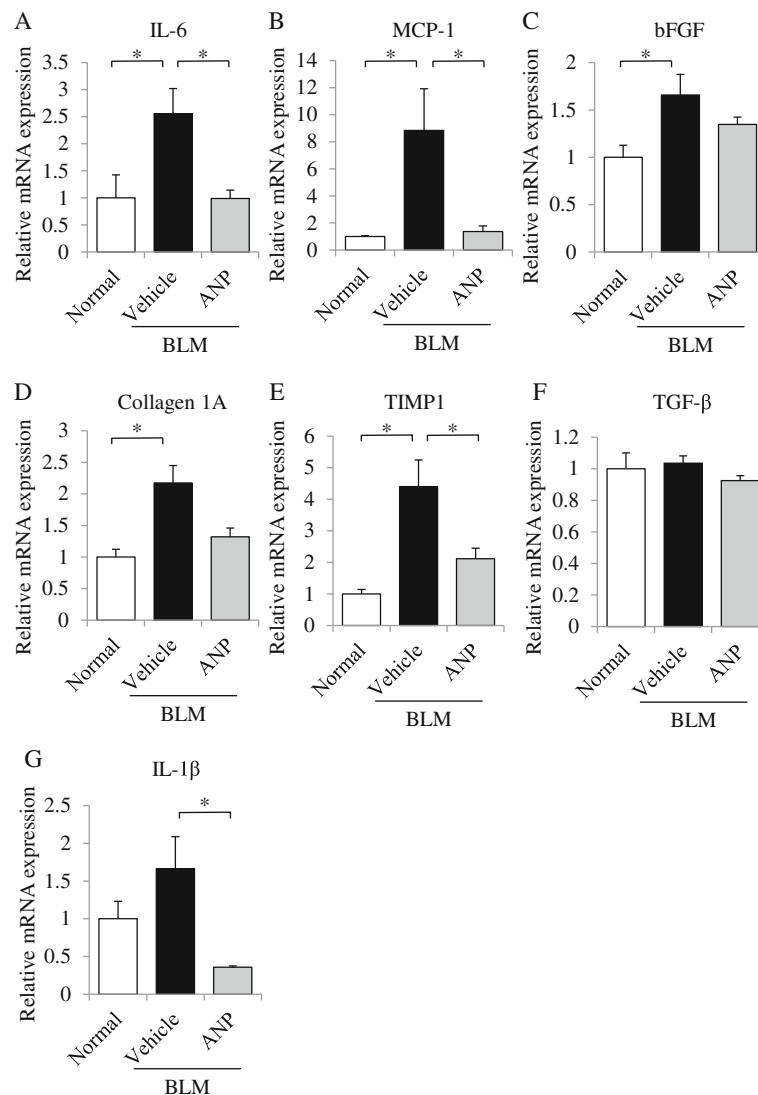 A
IL-6
* *
Relative mRNA expression
3.5
3
2.5
2
1.5
1
0.5
0
Normal
Vehicle
ANP
BLM
B
MCP-1
* *
Relative mRNA expression
14
12
10
8
6
4
2
0
Normal
Vehicle
ANP
BLM
C
bFGF
*
Relative mRNA expression
2
1.5
1
0.5
0
Normal
Vehicle
ANP
BLM
D
Collagen 1A
*
Relative mRNA expression
3
2.5
2
1.5
1
0.5
0
Normal
Vehicle
ANP
BLM
E
TIMP1
* *
Relative mRNA expression
6
5
4
3
2
1
0
Normal
Vehicle
ANP
BLM
F
TGF-β
Relative mRNA expression
1.2
1
0.8
0.6
0.4
0.2
0
Normal
Vehicle
ANP
BLM
G
IL-1β
*
Relative mRNA expression
2.5
2
1.5
1
0.5
0
Normal
Vehicle
ANP
BLM